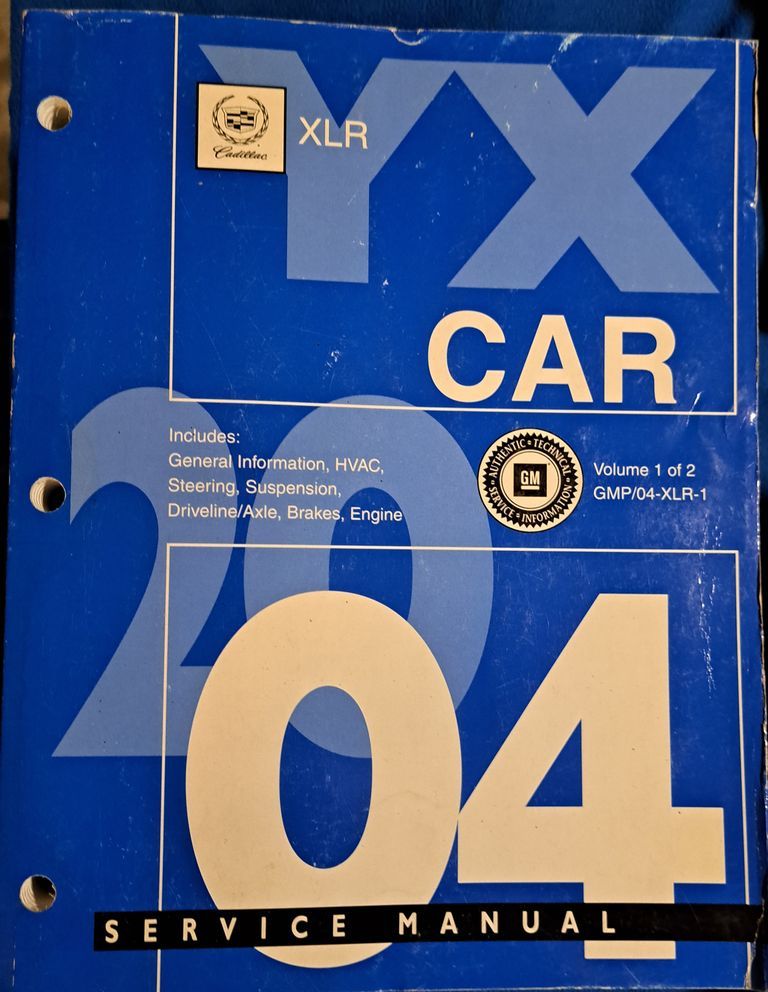 YX
Cadillac
XLR
CAR
20
Includes:
General Information, HVAC,
Steering, Suspension,
Driveline/Axle, Brakes, Engine
AUTHENTIC • TECHNICAL
GM
SERVICE • INFORMATION
Volume 1 of 2
GMP/04-XLR-1
04
SERVICE MANUAL